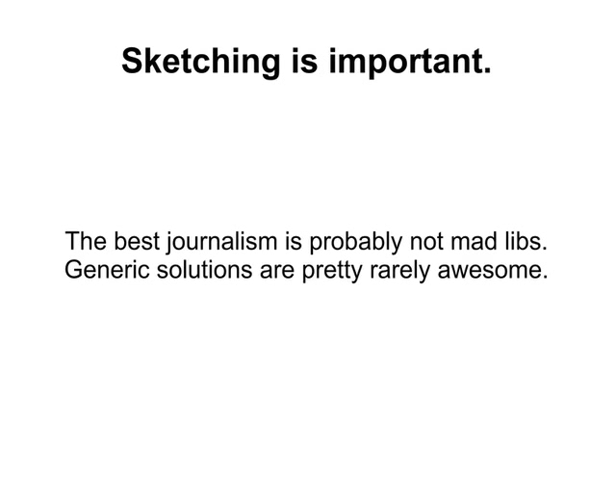 Sketching is important.
The best journalism is probably not mad libs.
Generic solutions are pretty rarely awesome.